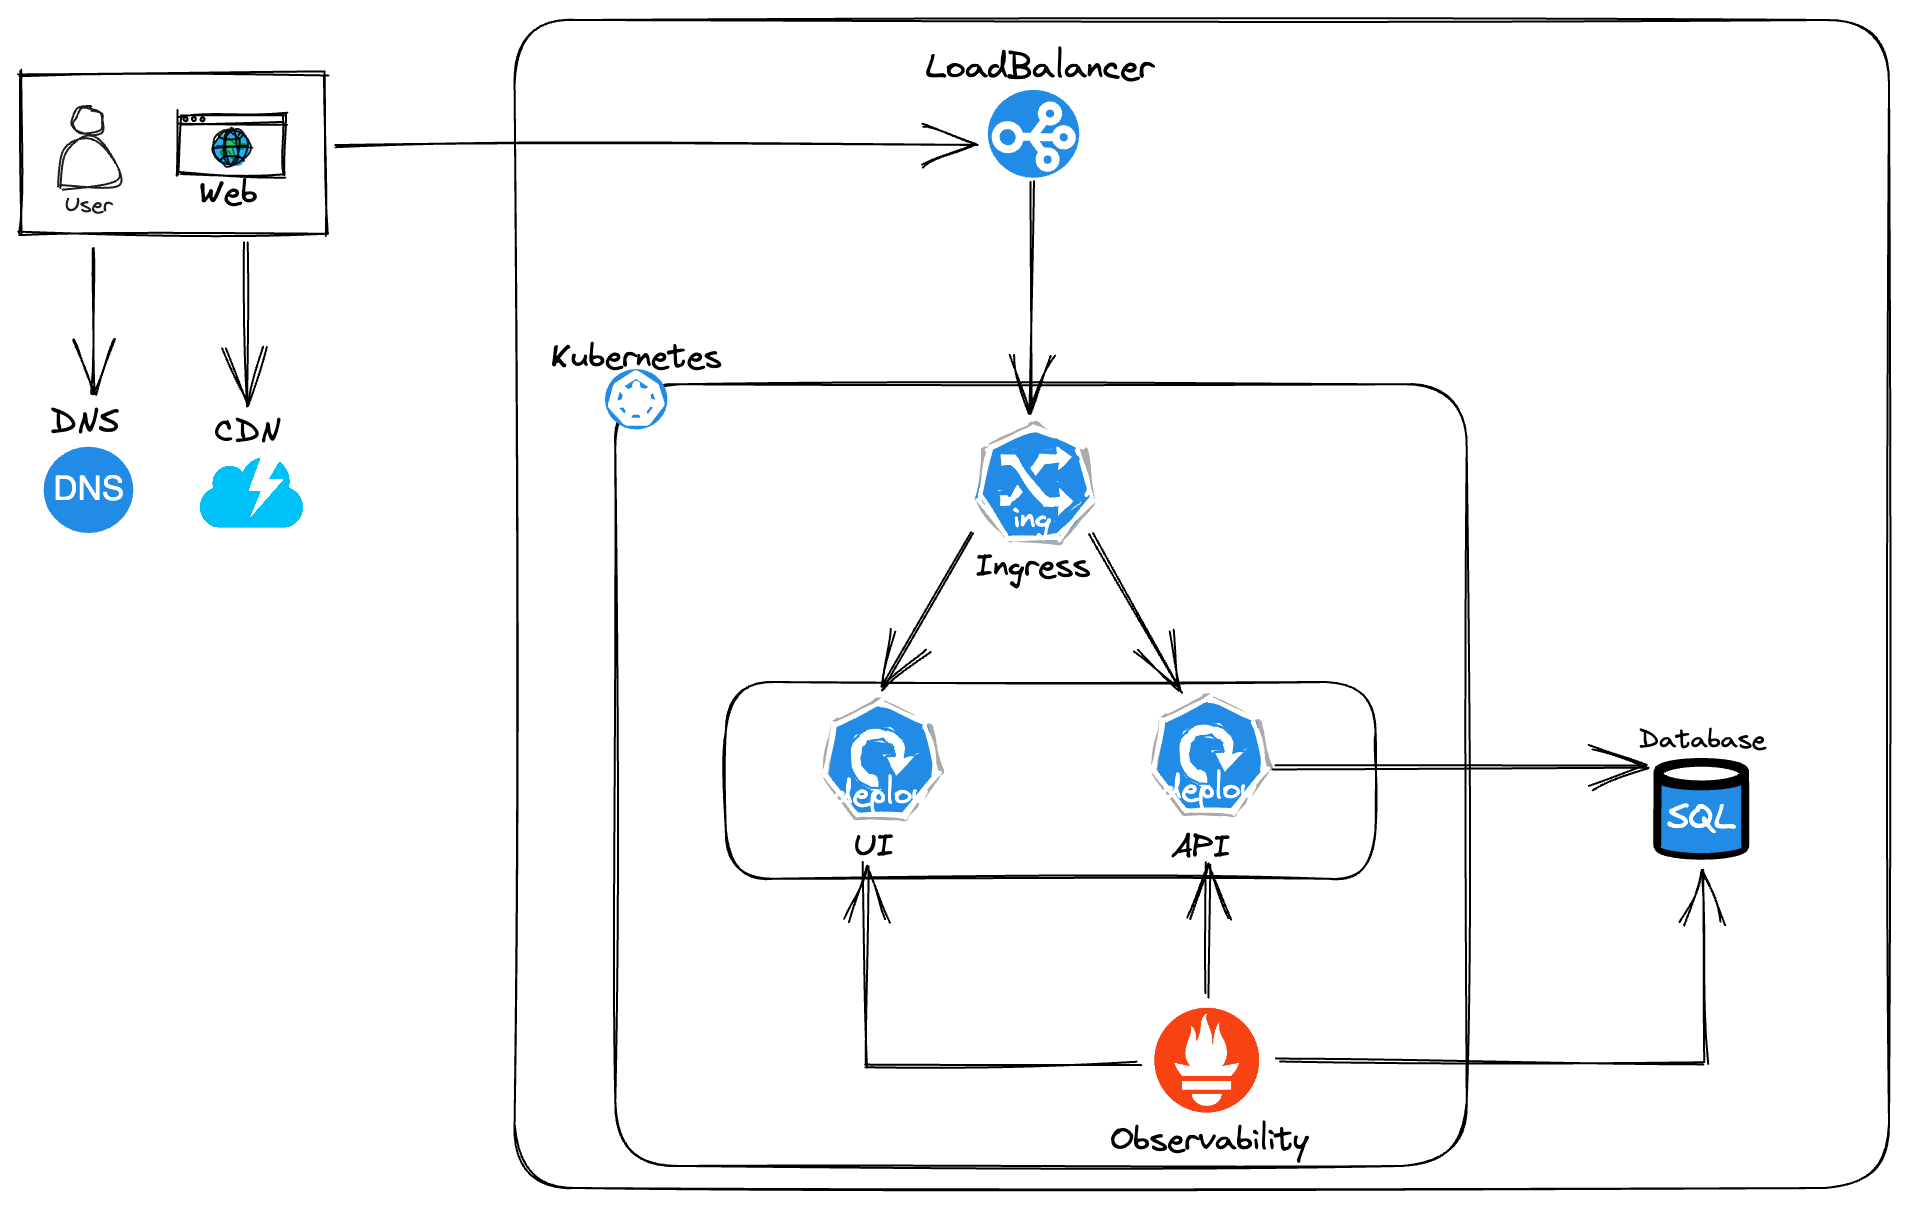 LoadBalancer
User
Web
Kubernetes
DNS
CDN
DNS
ing
Ingress
deploy
deploy
Database
SQL
UI
API
Observability